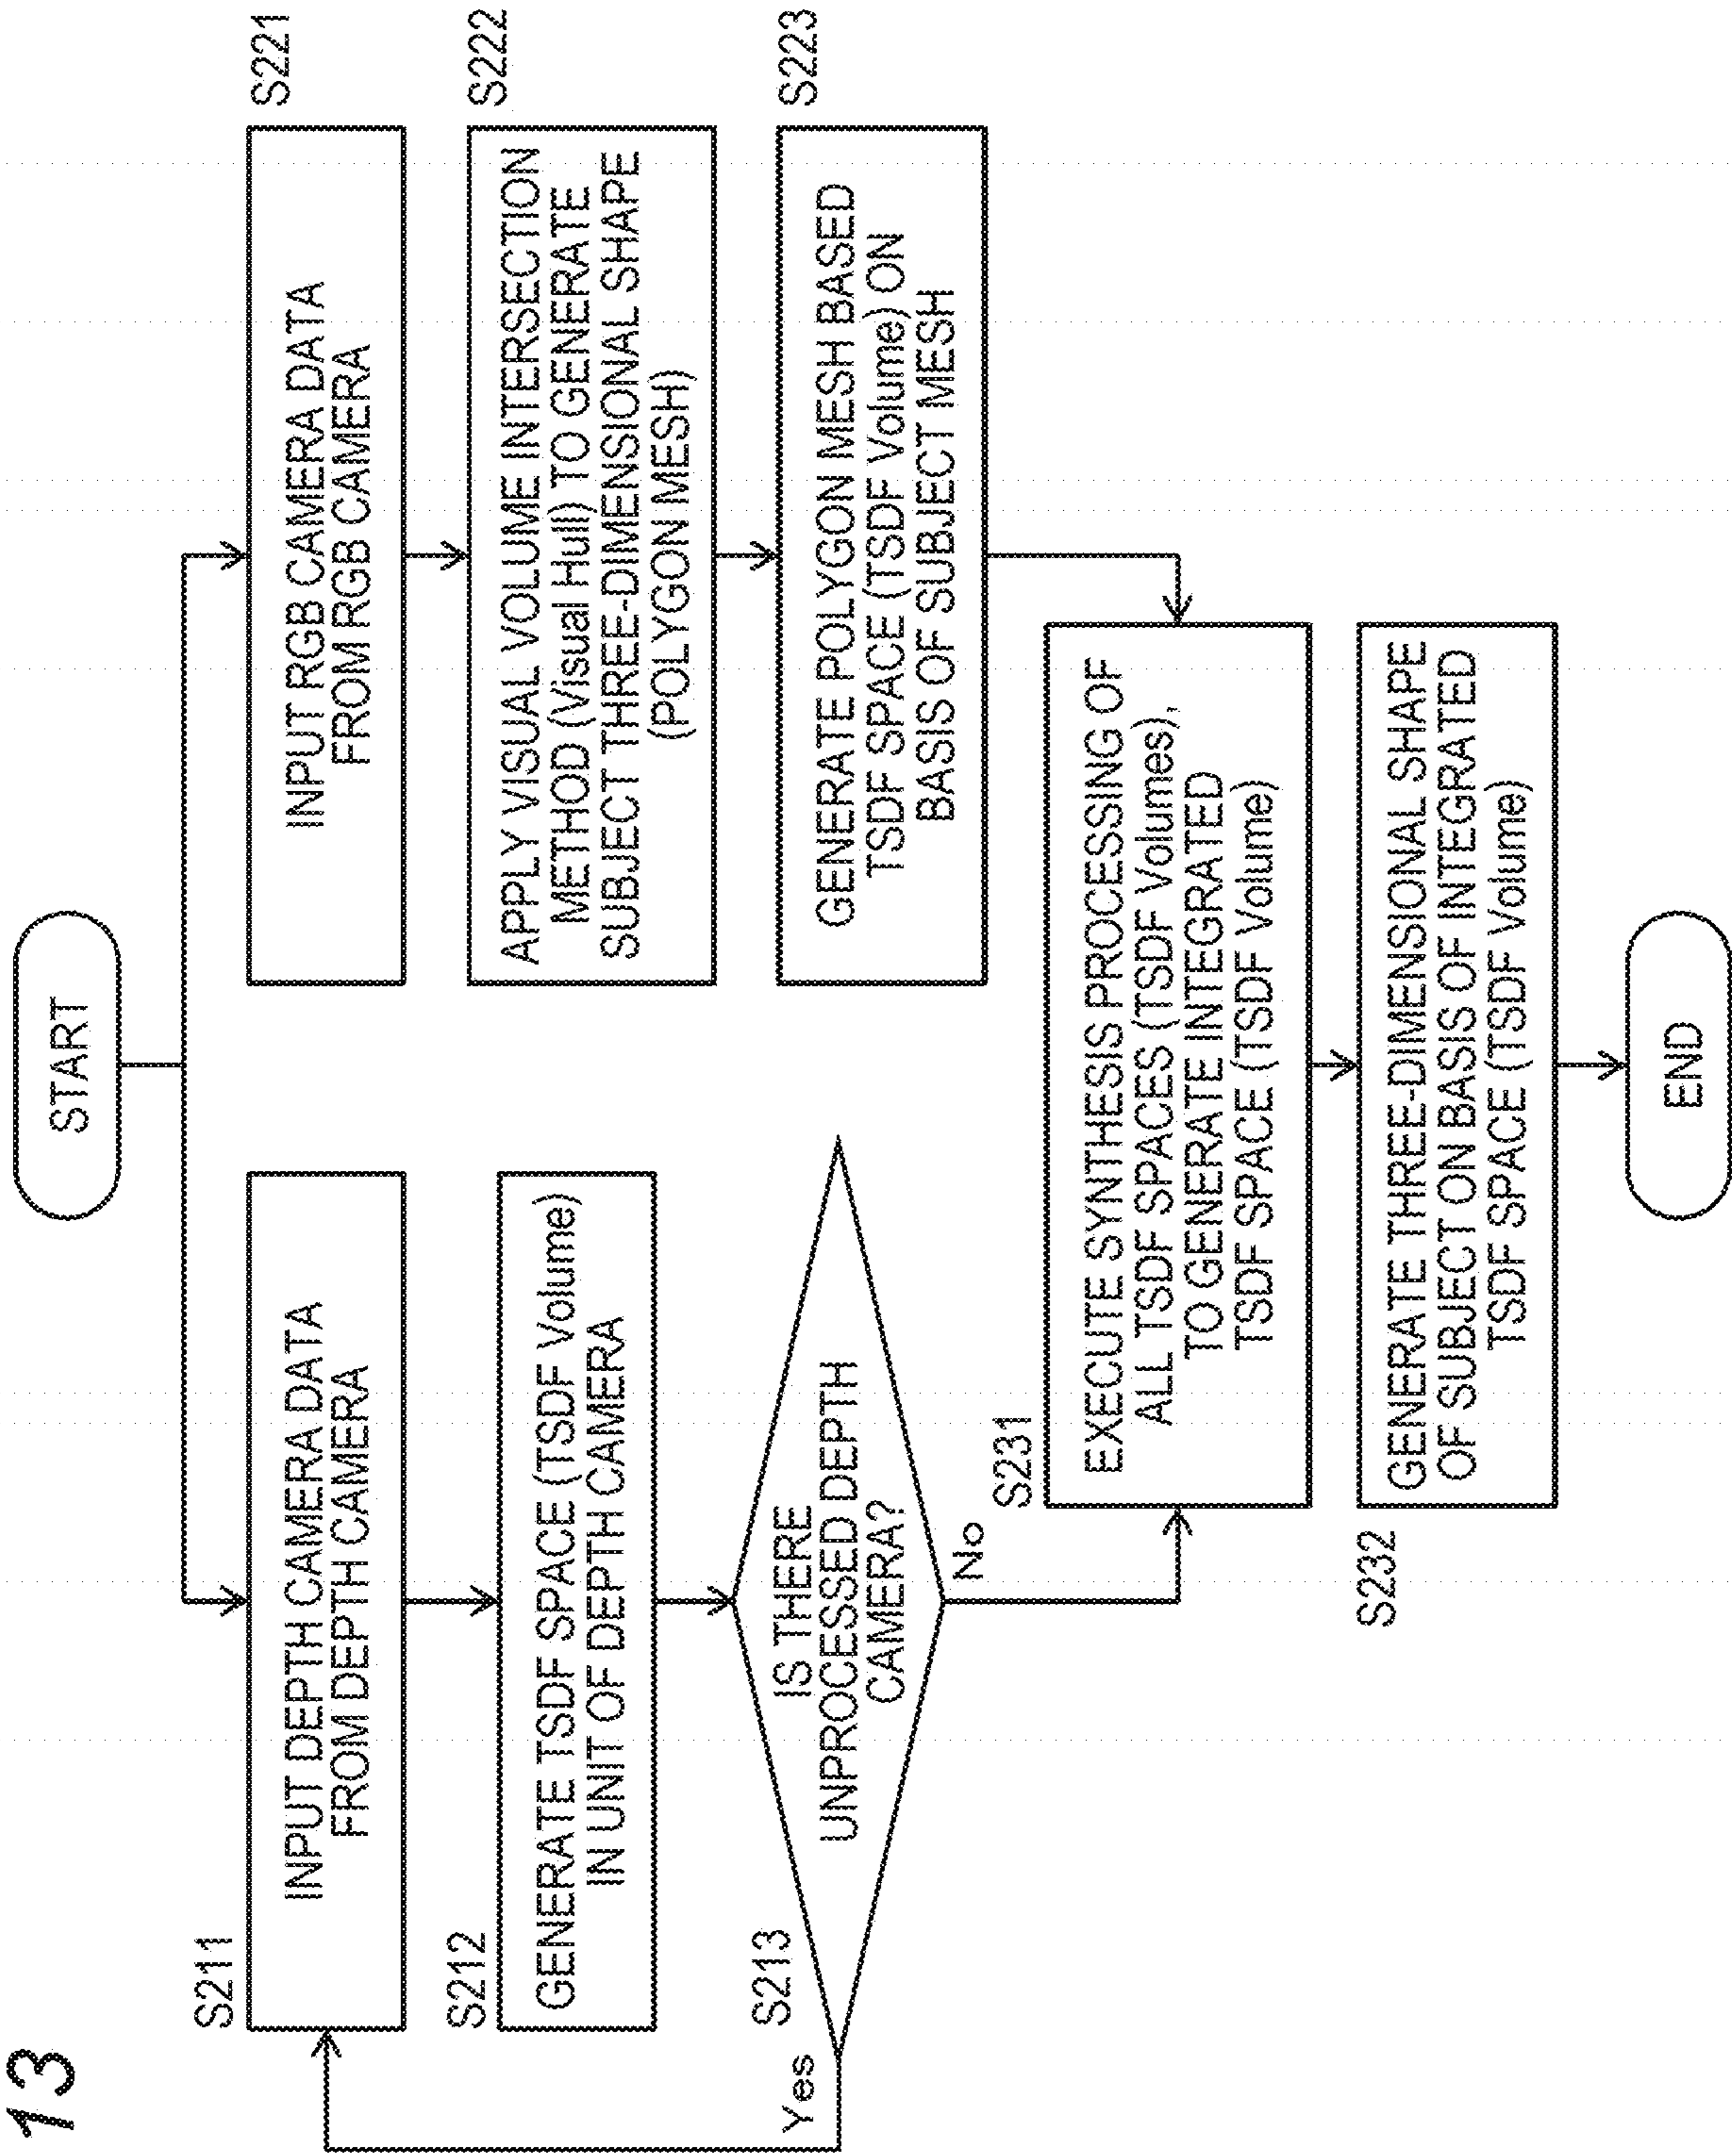 13
START
S211
INPUT DEPTH CAMERA DATA
FROM DEPTH CAMERA
S212
GENERATE TSDF SPACE (TSDF Volume)
IN UNIT OF DEPTH CAMERA
S213
IS THERE
UNPROCESSED DEPTH
CAMERA?
Yes
No
S221
INPUT RGB CAMERA DATA
FROM RGB CAMERA
S222
APPLY VISUAL VOLUME INTERSECTION
METHOD (Visual Hull) TO GENERATE
SUBJECT THREE-DIMENSIONAL SHAPE
(POLYGON MESH)
S223
GENERATE POLYGON MESH BASED
TSDF SPACE (TSDF Volume) ON
BASIS OF SUBJECT MESH
S231
EXECUTE SYNTHESIS PROCESSING OF
ALL TSDF SPACES (TSDF Volumes),
TO GENERATE INTEGRATED
TSDF SPACE (TSDF Volume)
S232
GENERATE THREE-DIMENSIONAL SHAPE
OF SUBJECT ON BASIS OF INTEGRATED
TSDF SPACE (TSDF Volume)
END